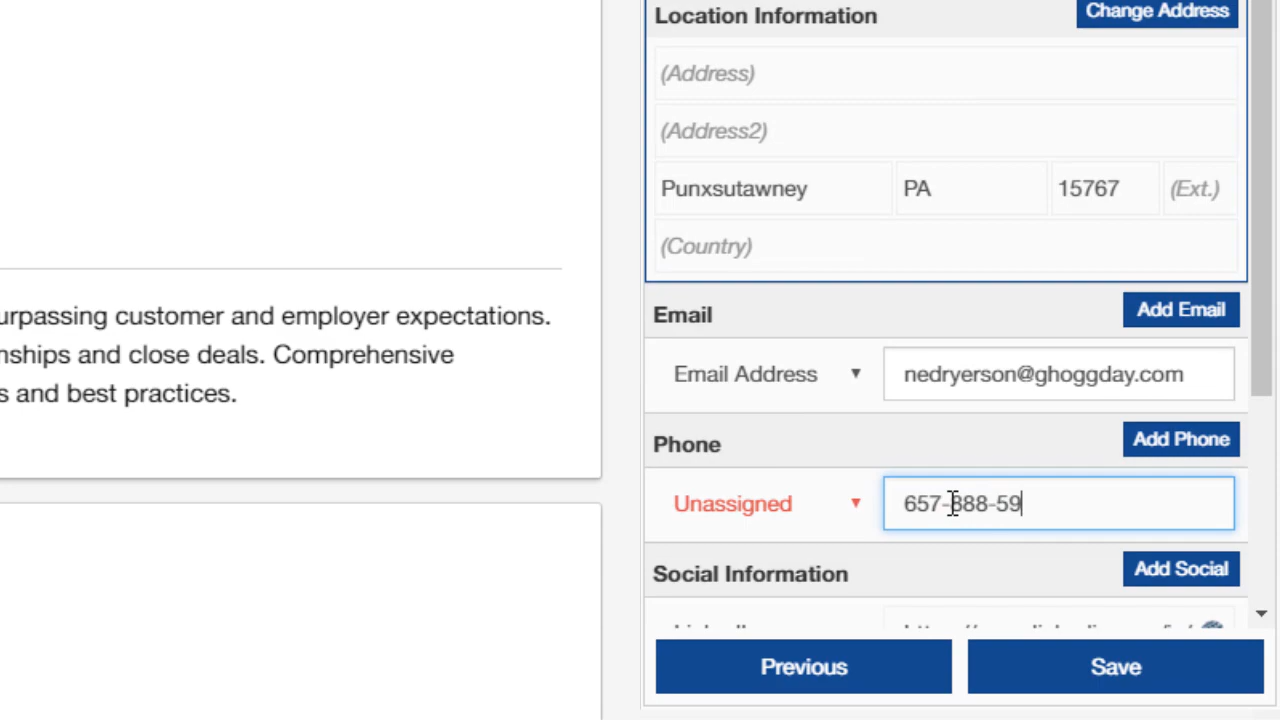 Location Information
Change Address
(Address)
(Address2)
Punxsutawney PA 15767 (Ext.)
(Country)
Email
Add Email
Email Address ▼ nedryerson@ghoggday.com
Phone
Add Phone
Unassigned ▼ 657-888-59
Social Information
Add Social
Previous
Save
expectations.
customer and employer
and close deals. Comprehensive
s and best practices.